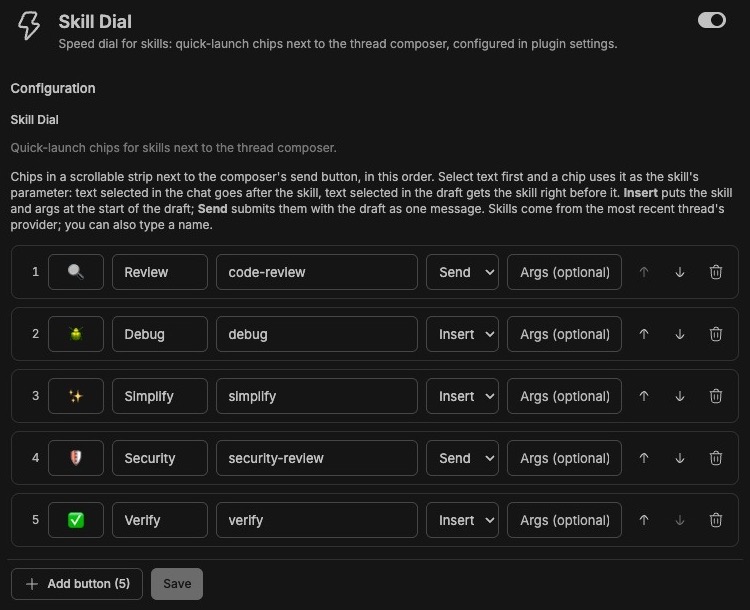 Skill Dial
Speed dial for skills: quick-launch chips next to the thread composer, configured in plugin settings.
Configuration
Skill Dial
Quick-launch chips for skills next to the thread composer.
Chips in a scrollable strip next to the composer's send button, in this order. Select text first and a chip uses it as the skill's
parameter: text selected in the chat goes after the skill, text selected in the draft gets the skill right before it. Insert puts the skill
and args at the start of the draft; Send submits them with the draft as one message. Skills come from the most recent thread's
provider; you can also type a name.
1 Review code-review Send Args (optional)
2 Debug debug Insert Args (optional)
3 Simplify simplify Insert Args (optional)
4 Security security-review Send Args (optional)
5 Verify verify Insert Args (optional)
Add button (5) Save